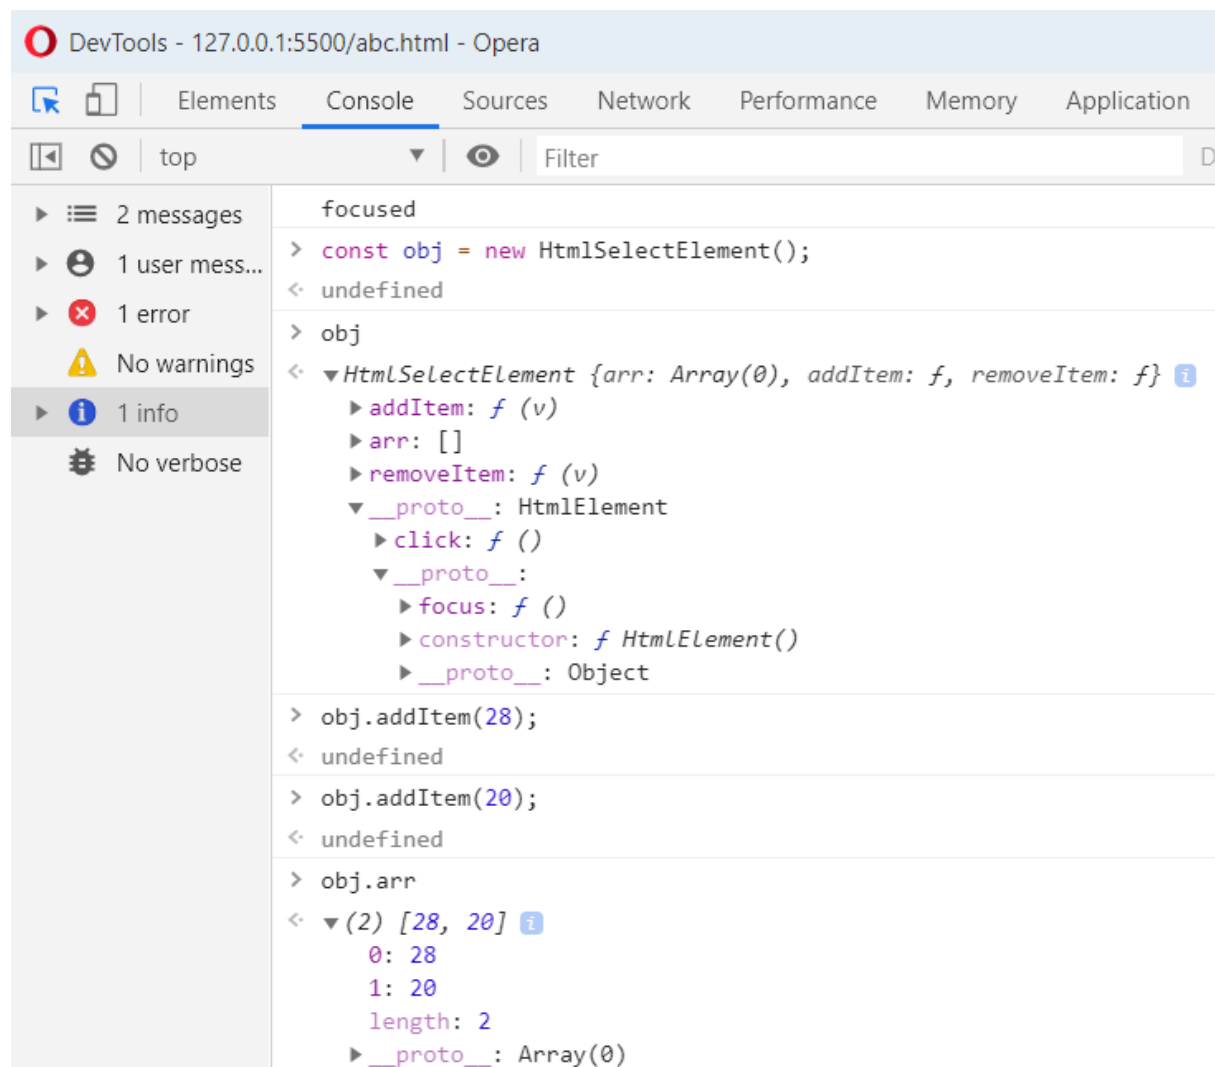 DevTools - 127.0.0.1:5500/abc.html - Opera
Elements Console Sources Network Performance Memory Application
top ▼ Filter D
2 messages
1 user mess...
1 error
No warnings
1 info
No verbose
focused
> const obj = new HtmlSelectElement();
<· undefined
> obj
<· ▼HtmlSelectElement {arr: Array(0), addItem: ƒ, removeItem: ƒ} i
▶addItem: ƒ (v)
▶arr: []
▶removeItem: ƒ (v)
▼__proto__: HtmlElement
▶click: ƒ ()
▼__proto__:
▶focus: ƒ ()
▶constructor: ƒ HtmlElement()
▶__proto__: Object
> obj.addItem(28);
<· undefined
> obj.addItem(20);
<· undefined
> obj.arr
<· ▼(2) [28, 20] i
0: 28
1: 20
length: 2
▶__proto__: Array(0)